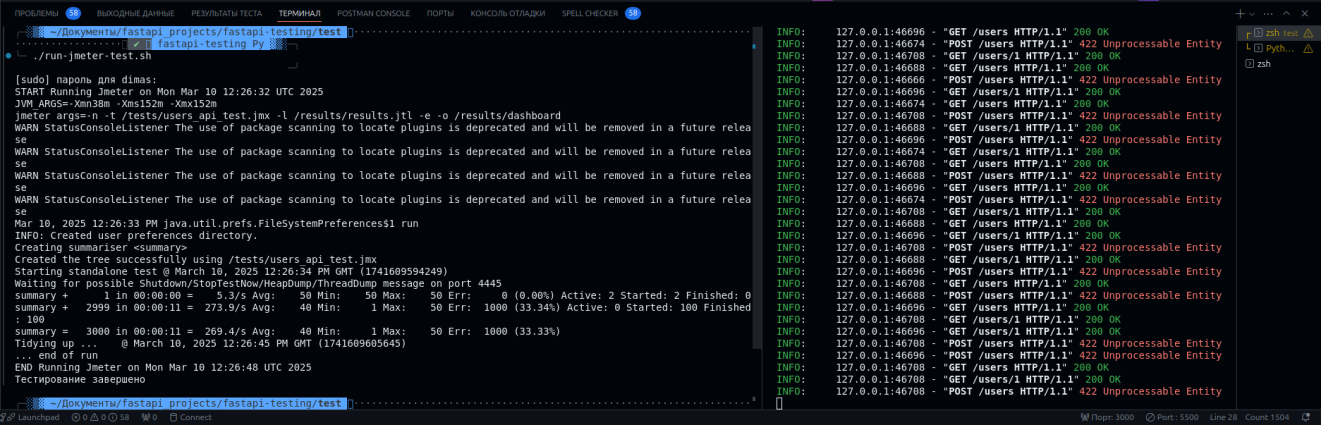 ПРОБЛЕМЫ 58 ВЫХОДНЫЕ ДАННЫЕ РЕЗУЛЬТАТЫ ТЕСТА ТЕРМИНАЛ POSTMAN CONSOLE ПОРТЫ КОНСОЛЬ ОТЛАДКИ SPELL CHECKER 58
~/Документы/fastapi_projects/fastapi-testing/test
✔ fastapi-testing Py
./run-jmeter-test.sh
[sudo] пароль для dimas:
START Running Jmeter on Mon Mar 10 12:26:32 UTC 2025
JVM_ARGS=-Xmn38m -Xms152m -Xmx152m
jmeter args=-n -t /tests/users_api_test.jmx -l /results/results.jtl -e -o /results/dashboard
WARN StatusConsoleListener The use of package scanning to locate plugins is deprecated and will be removed in a future relea
se
WARN StatusConsoleListener The use of package scanning to locate plugins is deprecated and will be removed in a future relea
se
WARN StatusConsoleListener The use of package scanning to locate plugins is deprecated and will be removed in a future relea
se
WARN StatusConsoleListener The use of package scanning to locate plugins is deprecated and will be removed in a future relea
se
Mar 10, 2025 12:26:33 PM java.util.prefs.FileSystemPreferences$1 run
INFO: Created user preferences directory.
Creating summariser <summary>
Created the tree successfully using /tests/users_api_test.jmx
Starting standalone test @ March 10, 2025 12:26:34 PM GMT (1741609594249)
Waiting for possible Shutdown/StopTestNow/HeapDump/ThreadDump message on port 4445
summary + 1 in 00:00:00 = 5.3/s Avg: 50 Min: 50 Max: 50 Err: 0 (0.00%) Active: 2 Started: 2 Finished: 0
summary + 2999 in 00:00:11 = 273.9/s Avg: 40 Min: 1 Max: 50 Err: 1000 (33.34%) Active: 0 Started: 100 Finished
: 100
summary = 3000 in 00:00:11 = 269.4/s Avg: 40 Min: 1 Max: 50 Err: 1000 (33.33%)
Tidying up ... @ March 10, 2025 12:26:45 PM GMT (1741609605645)
... end of run
END Running Jmeter on Mon Mar 10 12:26:48 UTC 2025
Тестирование завершено
~/Документы/fastapi_projects/fastapi-testing/test
INFO: 127.0.0.1:46696 - "GET /users HTTP/1.1" 200 OK
INFO: 127.0.0.1:46674 - "POST /users HTTP/1.1" 422 Unprocessable Entity
INFO: 127.0.0.1:46708 - "GET /users/1 HTTP/1.1" 200 OK
INFO: 127.0.0.1:46688 - "GET /users HTTP/1.1" 200 OK
INFO: 127.0.0.1:46666 - "POST /users HTTP/1.1" 422 Unprocessable Entity
INFO: 127.0.0.1:46696 - "GET /users/1 HTTP/1.1" 200 OK
INFO: 127.0.0.1:46674 - "GET /users HTTP/1.1" 200 OK
INFO: 127.0.0.1:46708 - "POST /users HTTP/1.1" 422 Unprocessable Entity
INFO: 127.0.0.1:46688 - "GET /users/1 HTTP/1.1" 200 OK
INFO: 127.0.0.1:46696 - "POST /users HTTP/1.1" 422 Unprocessable Entity
INFO: 127.0.0.1:46674 - "GET /users/1 HTTP/1.1" 200 OK
INFO: 127.0.0.1:46708 - "GET /users HTTP/1.1" 200 OK
INFO: 127.0.0.1:46688 - "POST /users HTTP/1.1" 422 Unprocessable Entity
INFO: 127.0.0.1:46696 - "GET /users HTTP/1.1" 200 OK
INFO: 127.0.0.1:46674 - "POST /users HTTP/1.1" 422 Unprocessable Entity
INFO: 127.0.0.1:46708 - "GET /users/1 HTTP/1.1" 200 OK
INFO: 127.0.0.1:46688 - "GET /users HTTP/1.1" 200 OK
INFO: 127.0.0.1:46696 - "GET /users/1 HTTP/1.1" 200 OK
INFO: 127.0.0.1:46708 - "POST /users HTTP/1.1" 422 Unprocessable Entity
INFO: 127.0.0.1:46688 - "GET /users/1 HTTP/1.1" 200 OK
INFO: 127.0.0.1:46696 - "POST /users HTTP/1.1" 422 Unprocessable Entity
INFO: 127.0.0.1:46708 - "GET /users HTTP/1.1" 200 OK
INFO: 127.0.0.1:46688 - "POST /users HTTP/1.1" 422 Unprocessable Entity
INFO: 127.0.0.1:46696 - "GET /users HTTP/1.1" 200 OK
INFO: 127.0.0.1:46708 - "GET /users/1 HTTP/1.1" 200 OK
INFO: 127.0.0.1:46696 - "GET /users/1 HTTP/1.1" 200 OK
INFO: 127.0.0.1:46708 - "POST /users HTTP/1.1" 422 Unprocessable Entity
INFO: 127.0.0.1:46696 - "POST /users HTTP/1.1" 422 Unprocessable Entity
INFO: 127.0.0.1:46708 - "GET /users/1 HTTP/1.1" 200 OK
INFO: 127.0.0.1:46708 - "GET /users HTTP/1.1" 200 OK
INFO: 127.0.0.1:46708 - "POST /users HTTP/1.1" 422 Unprocessable Entity
zsh test
Pyth...
zsh
Launchpad 0 0 58 0 Connect Порт: 3000 Port : 5500 Line 28 Count 1504